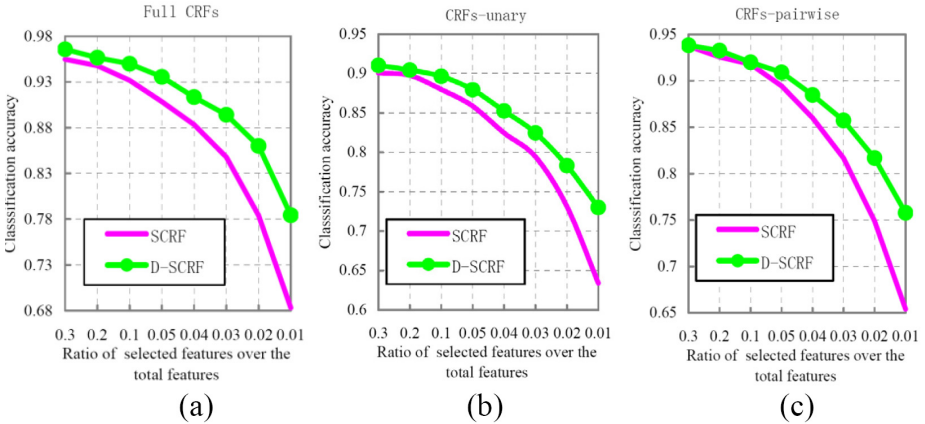 Full CRFs
0.98
0.93
0.88
0.83
0.78
0.73
0.68
Classsification accuracy
SCRF
D-SCRF
0.3 0.2 0.1 0.05 0.04 0.03 0.02 0.01
Ratio of selected features over the
total features
(a)
CRFs-unary
0.95
0.9
0.85
0.8
0.75
0.7
0.65
0.6
Classsification accuracy
SCRF
D-SCRF
0.3 0.2 0.1 0.05 0.04 0.03 0.02 0.01
Ratio of selected features over the
total features
(b)
CRFs-pairwise
0.95
0.9
0.85
0.8
0.75
0.7
0.65
Classsification accuracy
SCRF
D-SCRF
0.3 0.2 0.1 0.05 0.04 0.03 0.02 0.01
Ratio of selected features over the
total features
(c)